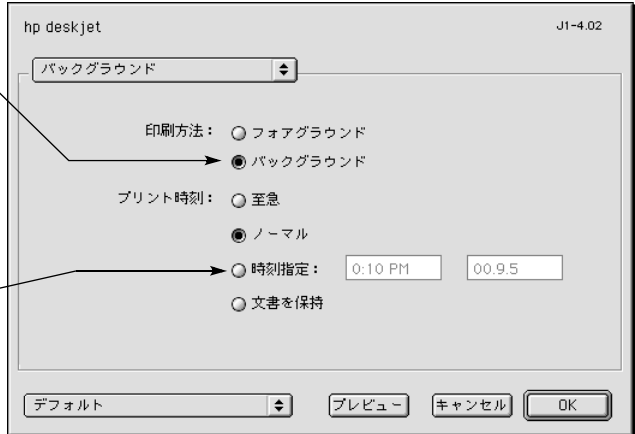 hp deskjet J1-4.02
バックグラウンド
印刷方法： フォアグラウンド
バックグラウンド
プリント時刻： 至急
ノーマル
時刻指定： 0:10 PM 00.9.5
文書を保持
デフォルト プレビュー キャンセル OK